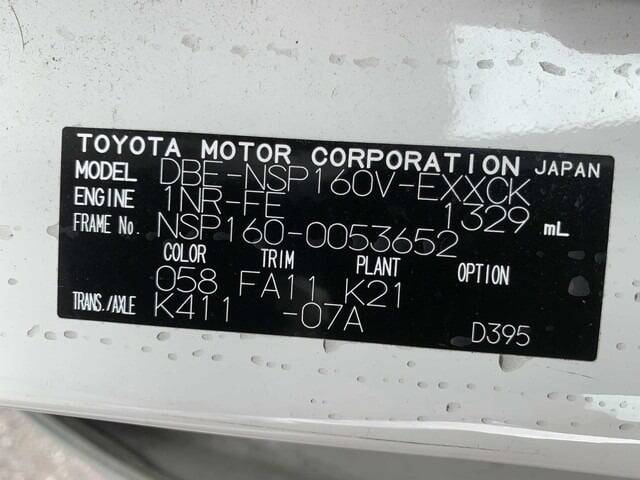 TOYOTA MOTOR CORPORATION JAPAN
MODEL DBE-NSP160V-EXXCK
ENGINE 1NR-FE 1329 mL
FRAME No. NSP160-0053652
COLOR TRIM PLANT OPTION
058 FA11 K21
TRANS./AXLE K411 -07A D395